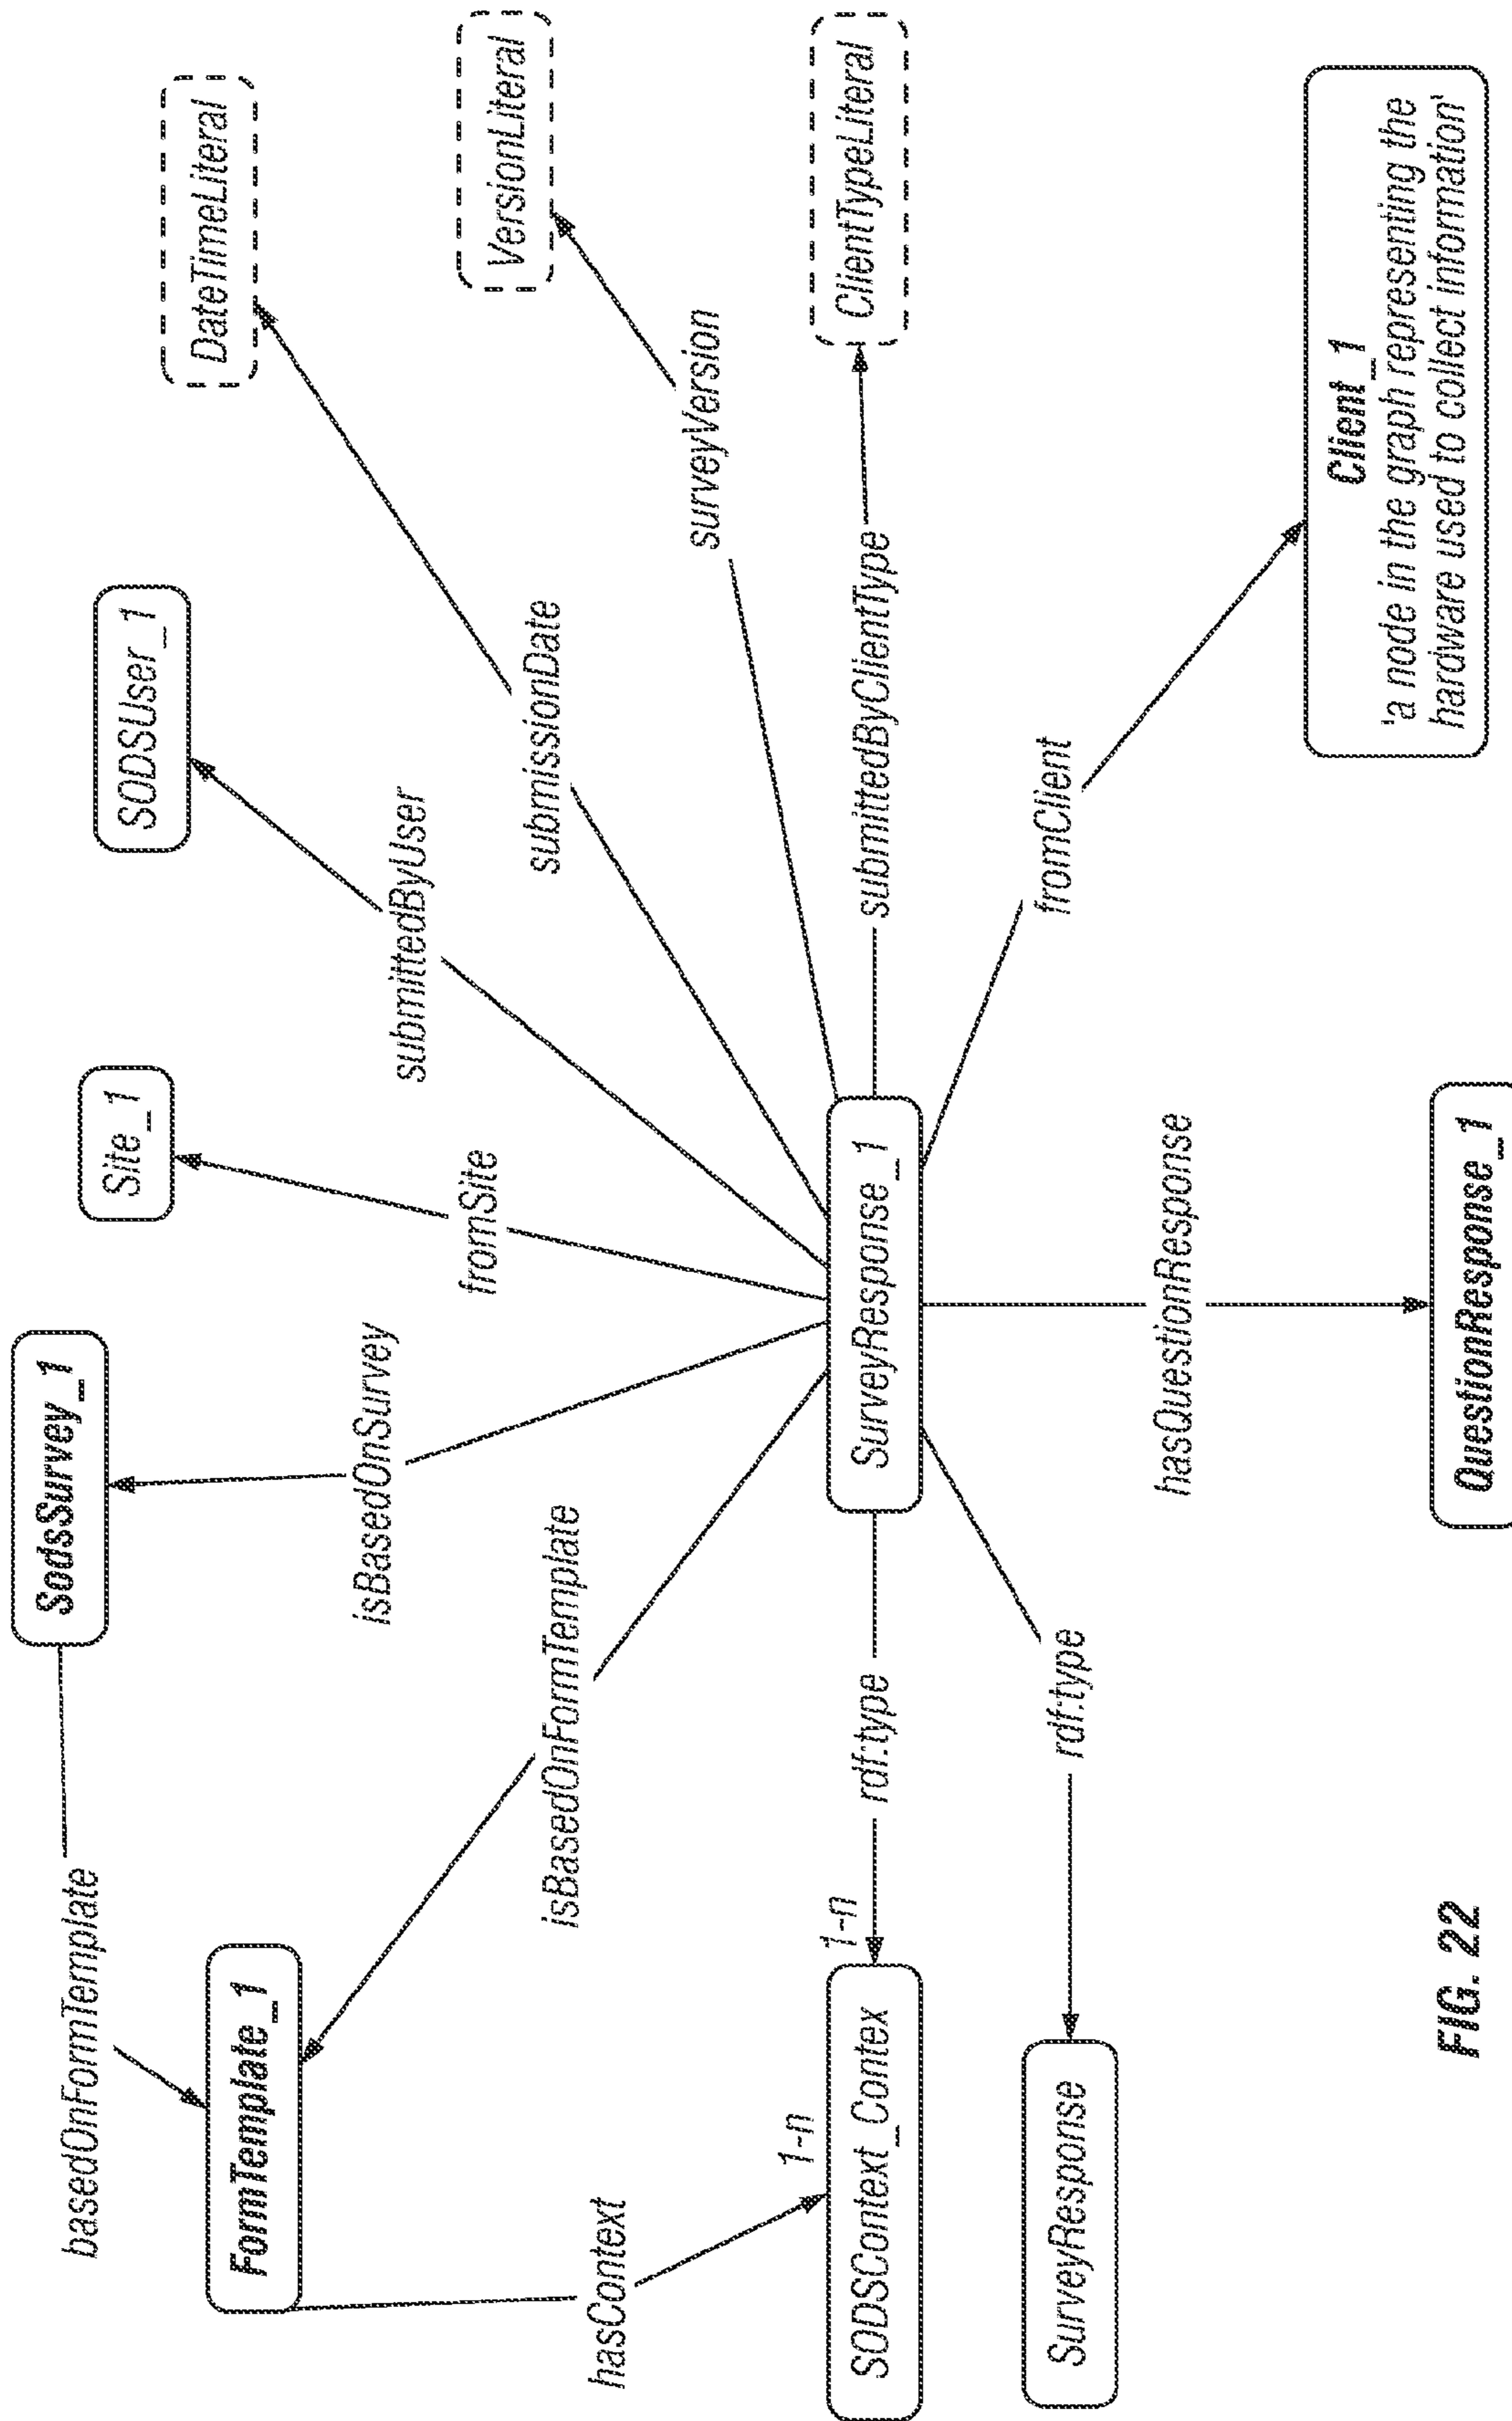 basedOnFormTemplate
SodsSurvey_1
FormTemplate_1
isBasedOnSurvey
Site_1
SODSUser_1
DateTimeLiteral
fromSite
submittedByUser
submissionDate
VersionLiteral
hasContext
1-n
isBasedOnFormTemplate
surveyVersion
SODSContext_Contex
1-n
rdf:type
SurveyResponse_1
submittedByClientType
ClientTypeLiteral
SurveyResponse
rdf:type
hasQuestionResponse
fromClient
Client_1
'a node in the graph representing the
hardware used to collect information'
QuestionResponse_1
FIG. 22